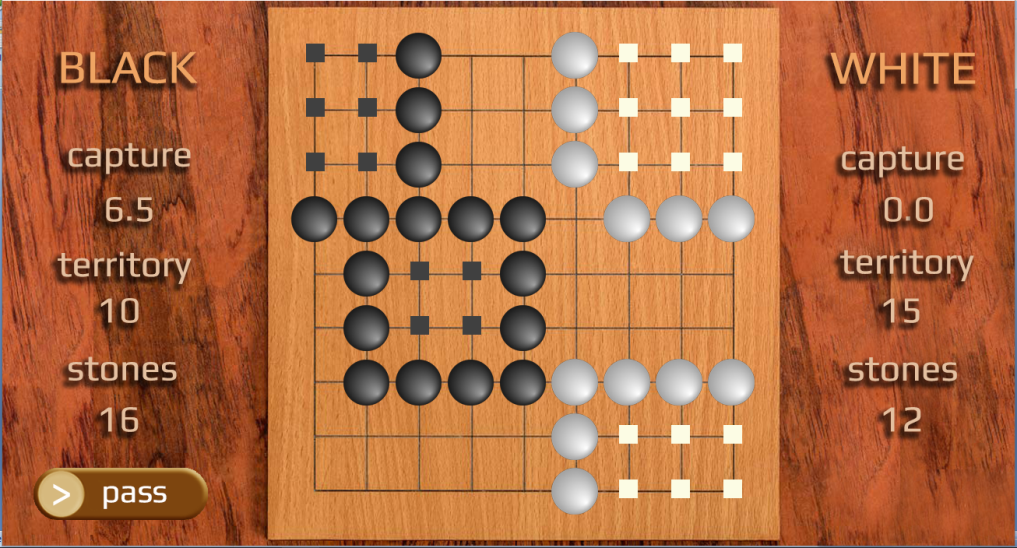 BLACK
capture
6.5
territory
10
stones
16
> pass
WHITE
capture
0.0
territory
15
stones
12